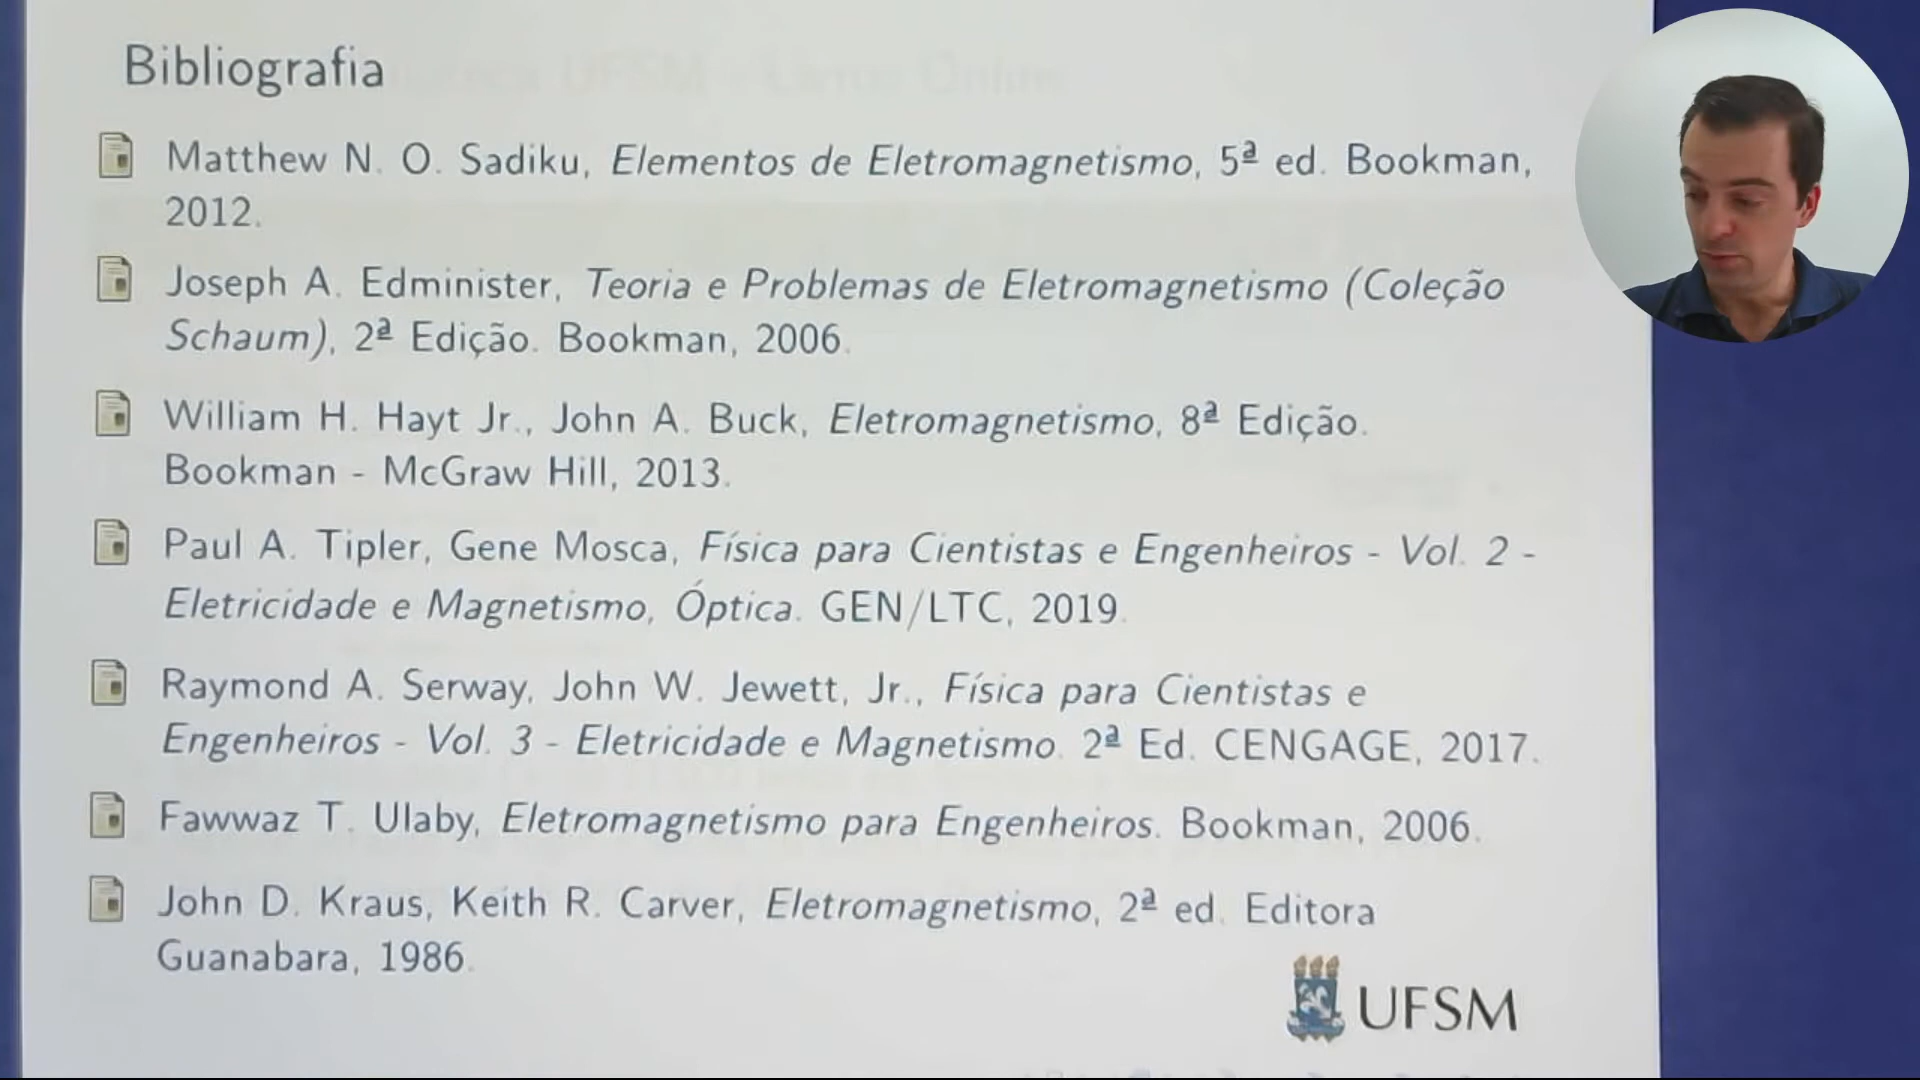 Bibliografia
Matthew N. O. Sadiku, Elementos de Eletromagnetismo, 5ª ed. Bookman,
2012.
Joseph A. Edminister, Teoria e Problemas de Eletromagnetismo (Coleção
Schaum), 2ª Edição. Bookman, 2006.
William H. Hayt Jr., John A. Buck, Eletromagnetismo, 8ª Edição.
Bookman - McGraw Hill, 2013.
Paul A. Tipler, Gene Mosca, Física para Cientistas e Engenheiros - Vol. 2 -
Eletricidade e Magnetismo, Óptica. GEN/LTC, 2019.
Raymond A. Serway, John W. Jewett, Jr., Física para Cientistas e
Engenheiros - Vol. 3 - Eletricidade e Magnetismo. 2ª Ed. CENGAGE, 2017.
Fawwaz T. Ulaby, Eletromagnetismo para Engenheiros. Bookman, 2006.
John D. Kraus, Keith R. Carver, Eletromagnetismo, 2ª ed. Editora
Guanabara, 1986.
UFSM